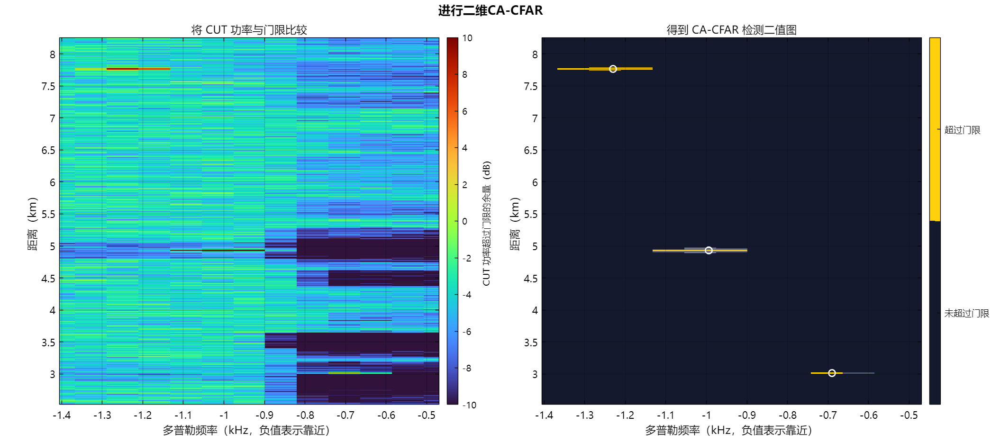 进行二维CA-CFAR
将 CUT 功率与门限比较
8
7.5
7
6.5
6
5.5
5
4.5
4
3.5
3
距离（km）
-1.4 -1.3 -1.2 -1.1 -1 -0.9 -0.8 -0.7 -0.6 -0.5
多普勒频率（kHz，负值表示靠近）
10
8
6
4
2
0
-2
-4
-6
-8
-10
CUT 功率超过门限的余量（dB）
得到 CA-CFAR 检测二值图
8
7.5
7
6.5
6
5.5
5
4.5
4
3.5
3
距离（km）
-1.4 -1.3 -1.2 -1.1 -1 -0.9 -0.8 -0.7 -0.6 -0.5
多普勒频率（kHz，负值表示靠近）
超过门限
未超过门限